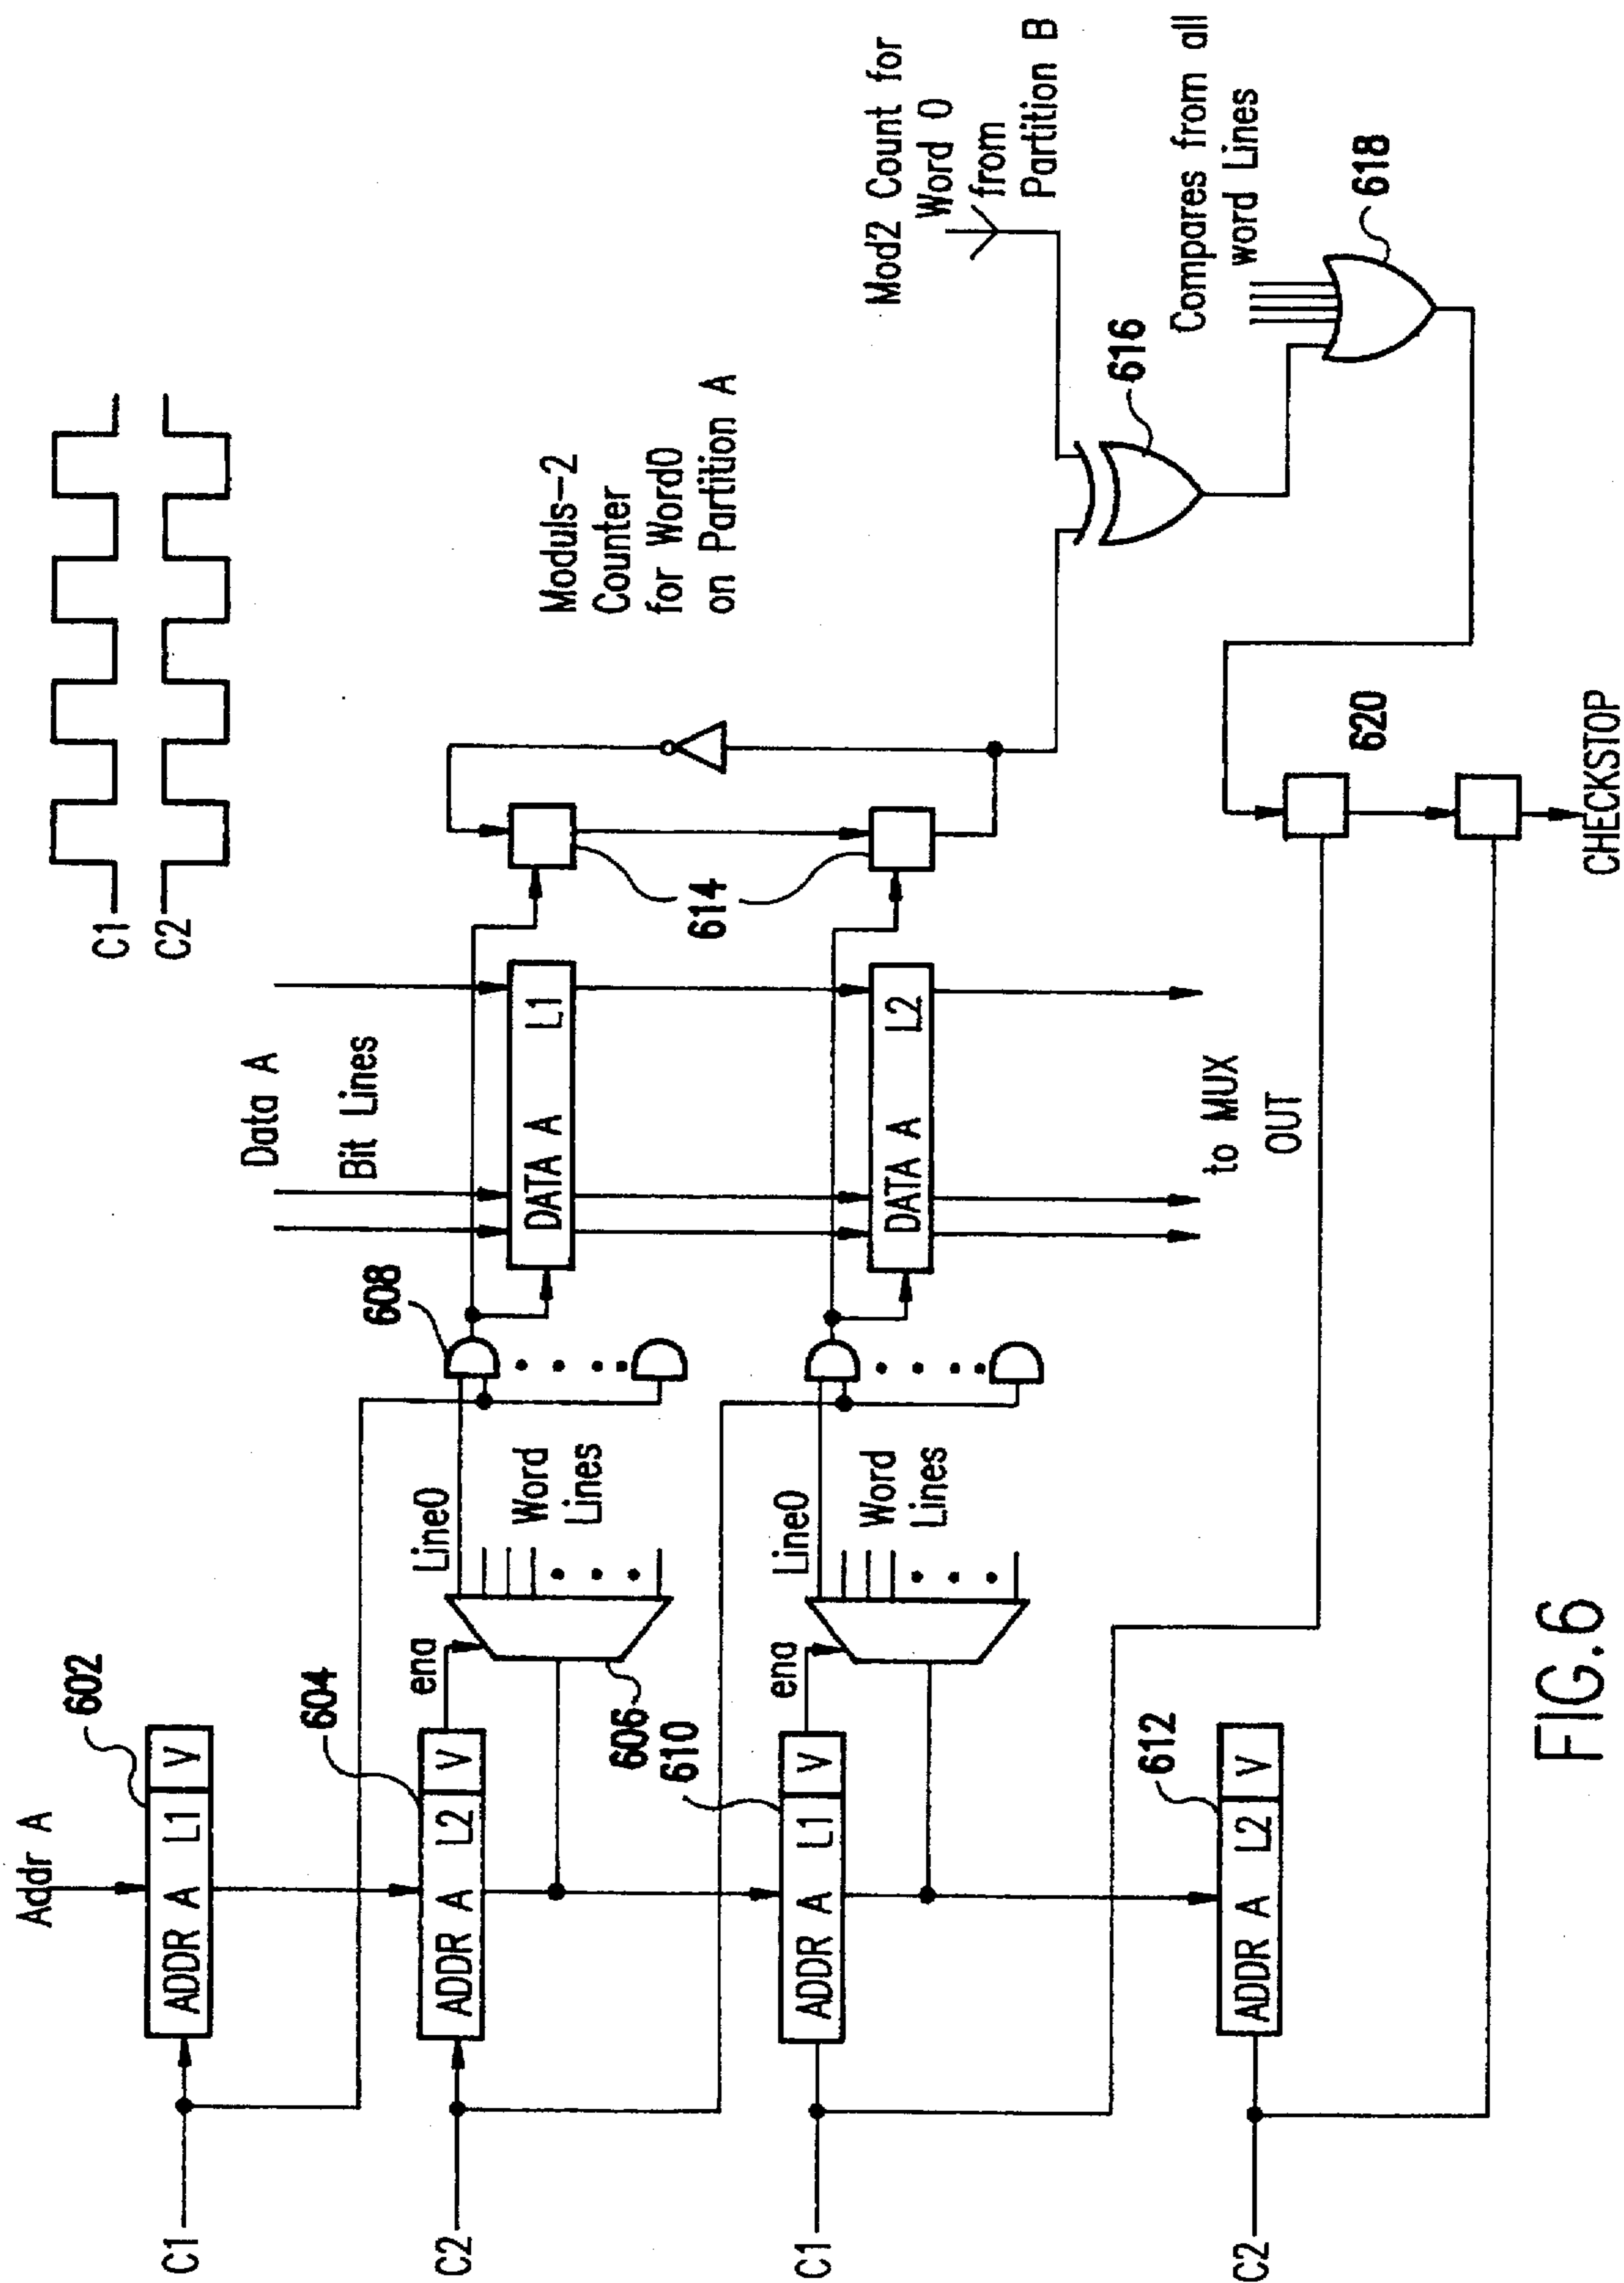 C1
C2
Addr A
602
ADDR A L1 V
C1
604
ADDR A L2 V
C2
ena
606
Line0
Word
Lines
608
Data A
Bit Lines
DATA A L1
614
Moduls-2
Counter
for Word0
on Partition A
610
ADDR A L1 V
C1
ena
Line0
Word
Lines
DATA A L2
to MUX
OUT
Mod2 Count for
Word 0
from
Partition B
616
Compares from all
word Lines
618
612
ADDR A L2 V
C2
620
CHECKSTOP
FIG.6